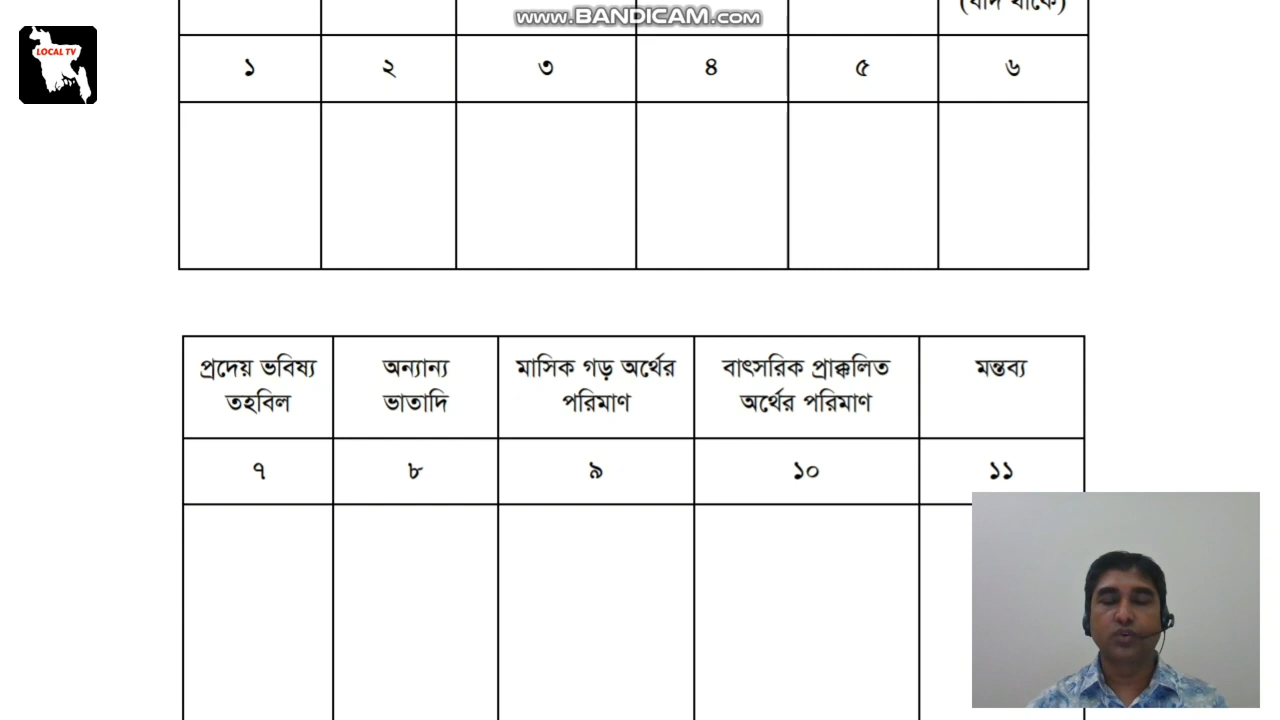 www.BANDICAM.com
(যদি থাকে)
LOCAL TV
১ ২ ৩ ৪ ৫ ৬
প্রদেয় ভবিষ্য তহবিল
অন্যান্য ভাতাদি
মাসিক গড় অর্থের পরিমাণ
বাৎসরিক প্রাক্কলিত অর্থের পরিমাণ
মন্তব্য
৭ ৮ ৯ ১০ ১১